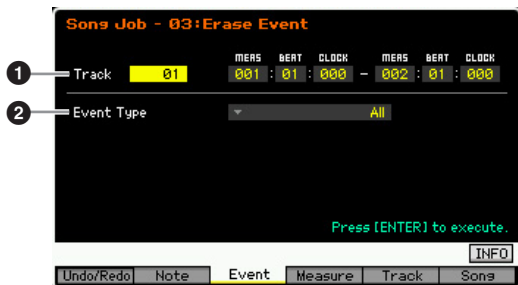 Song Job - 03:Erase Event
MEAS BEAT CLOCK MEAS BEAT CLOCK
1 Track 01 001 : 01 : 000 - 002 : 01 : 000
2 Event Type All
Press [ENTER] to execute.
INFO
Undo/Redo Note Event Measure Track Song